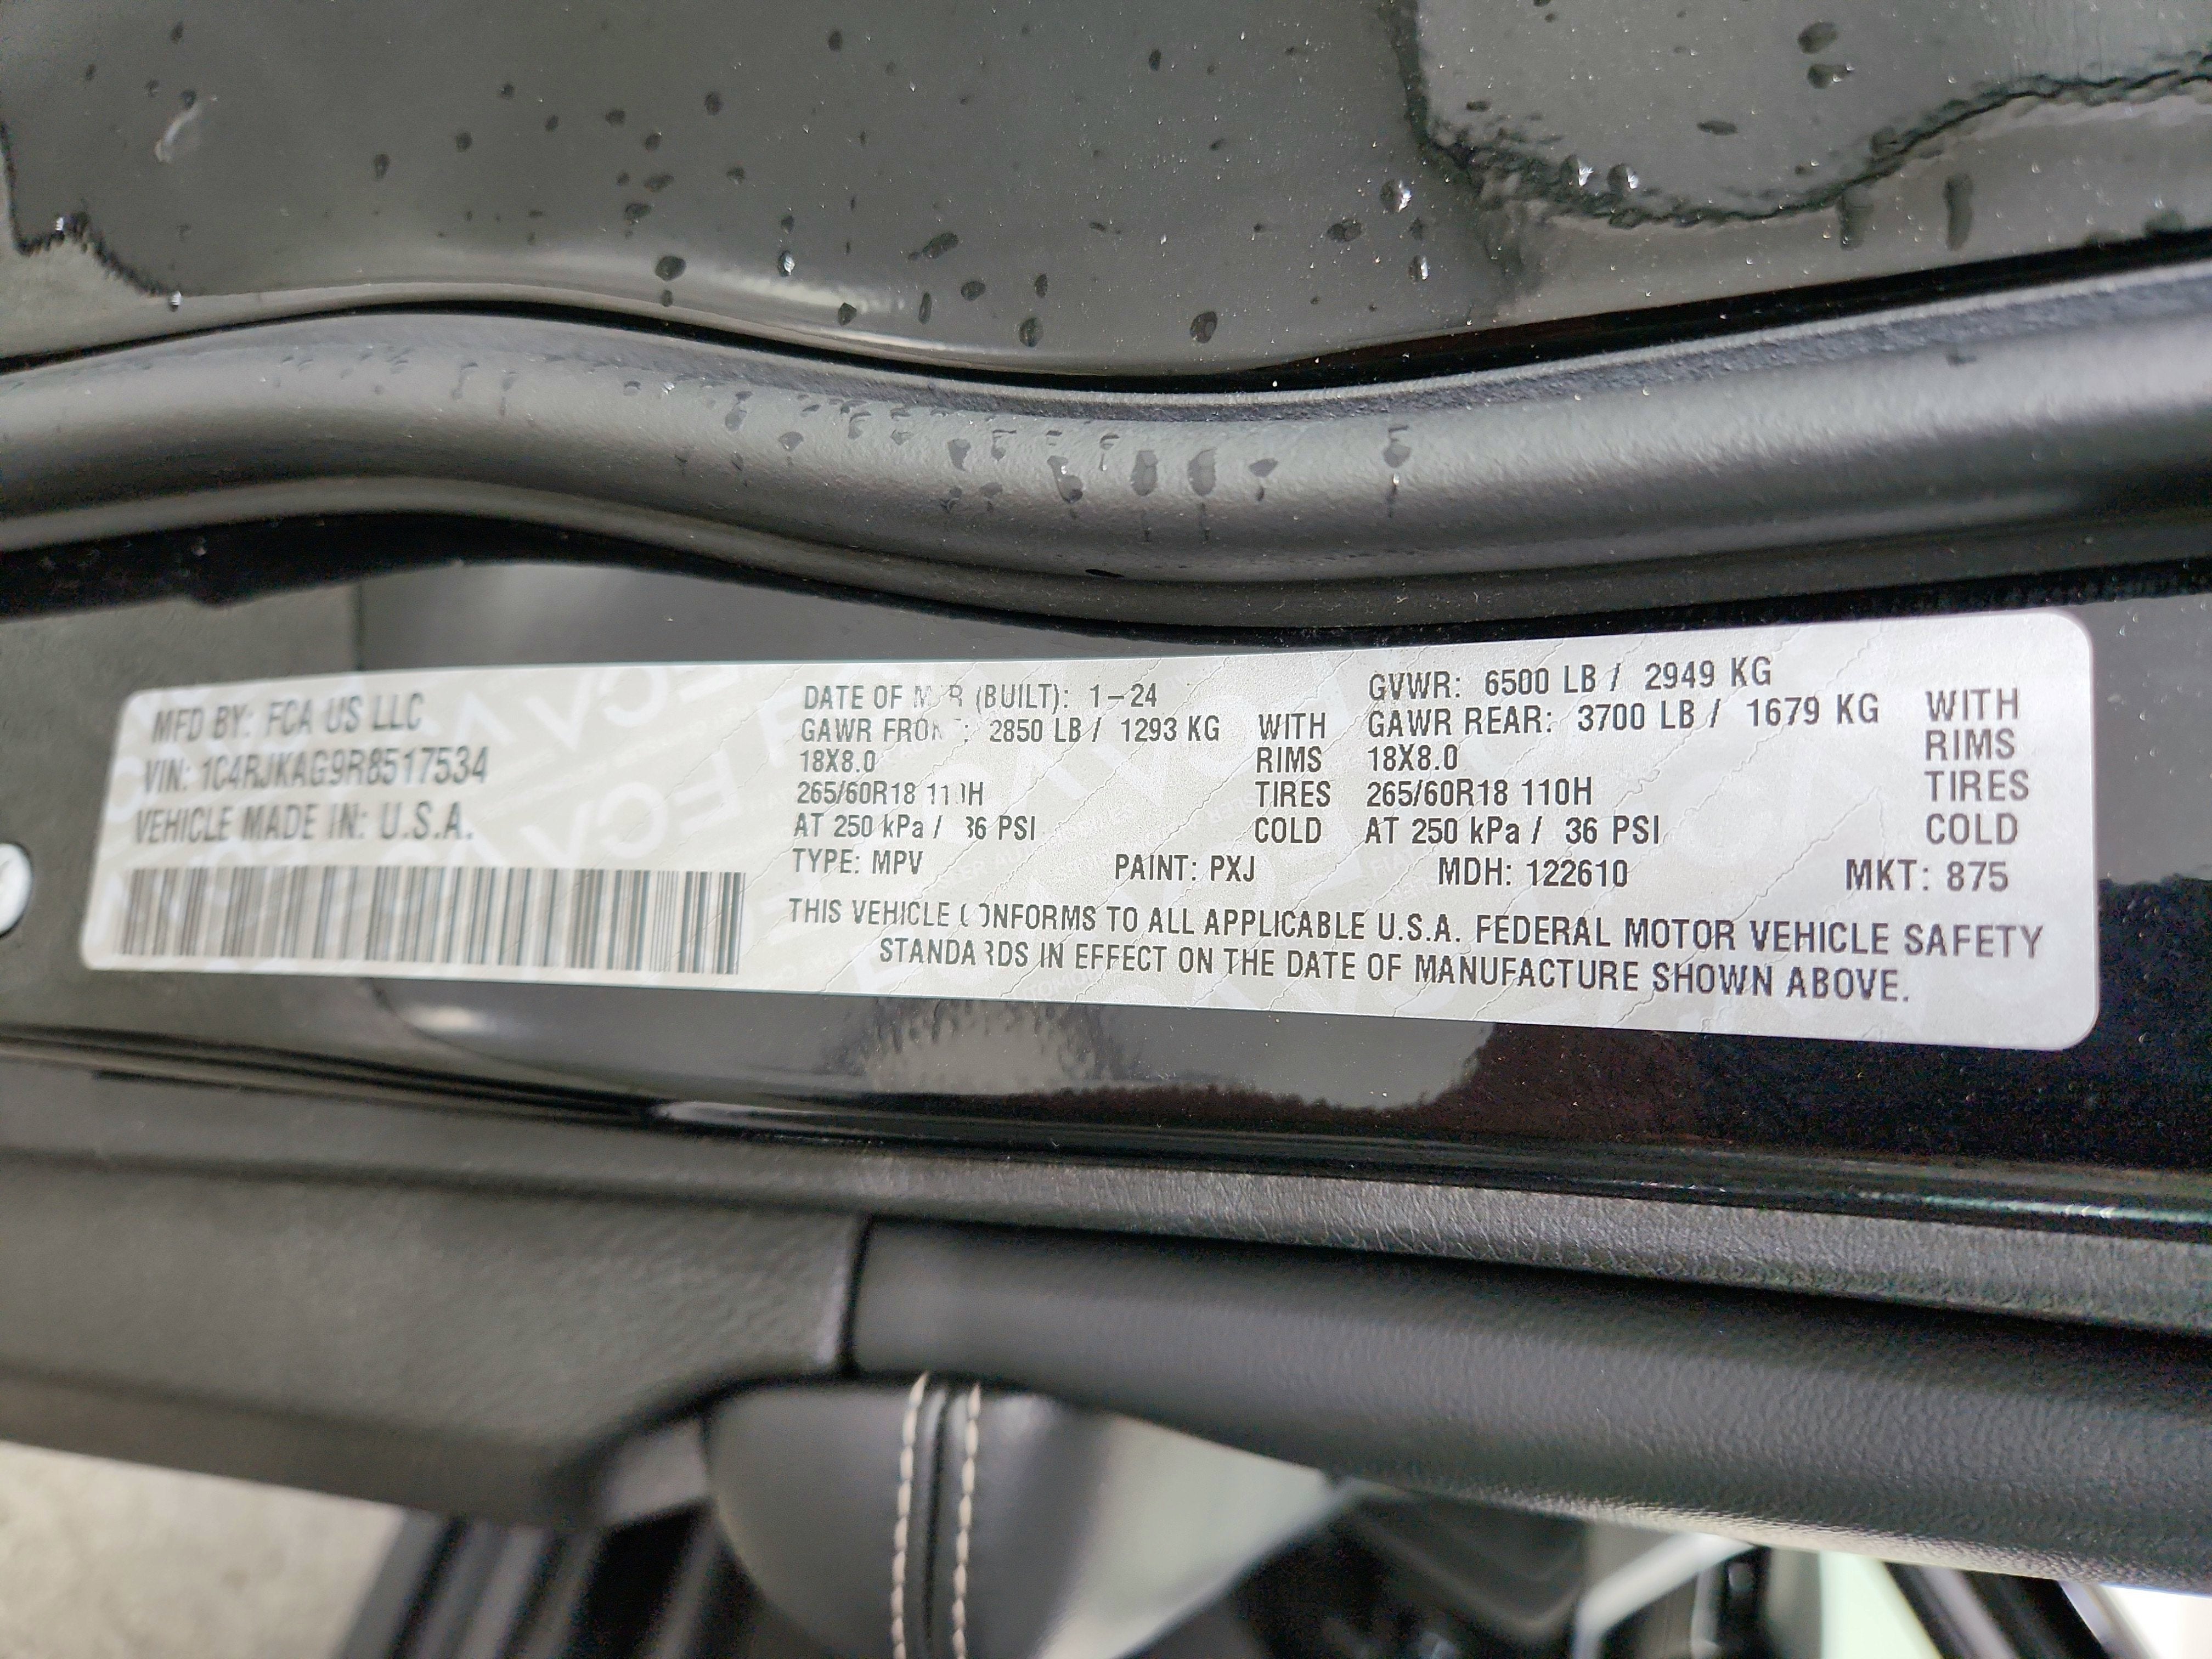 MFD BY: FCA US LLC
VIN: 1C4RJKAG9R8517534
VEHICLE MADE IN: U.S.A.
DATE OF M R (BUILT): 1-24
GAWR FRONT: 2850 LB / 1293 KG WITH
18X8.0 RIMS
265/60R18 110H TIRES
AT 250 kPa / 36 PSI COLD
GVWR: 6500 LB / 2949 KG
GAWR REAR: 3700 LB / 1679 KG WITH
18X8.0 RIMS
265/60R18 110H TIRES
AT 250 kPa / 36 PSI COLD
TYPE: MPV PAINT: PXJ MDH: 122610 MKT: 875
THIS VEHICLE CONFORMS TO ALL APPLICABLE U.S.A. FEDERAL MOTOR VEHICLE SAFETY
STANDARDS IN EFFECT ON THE DATE OF MANUFACTURE SHOWN ABOVE.